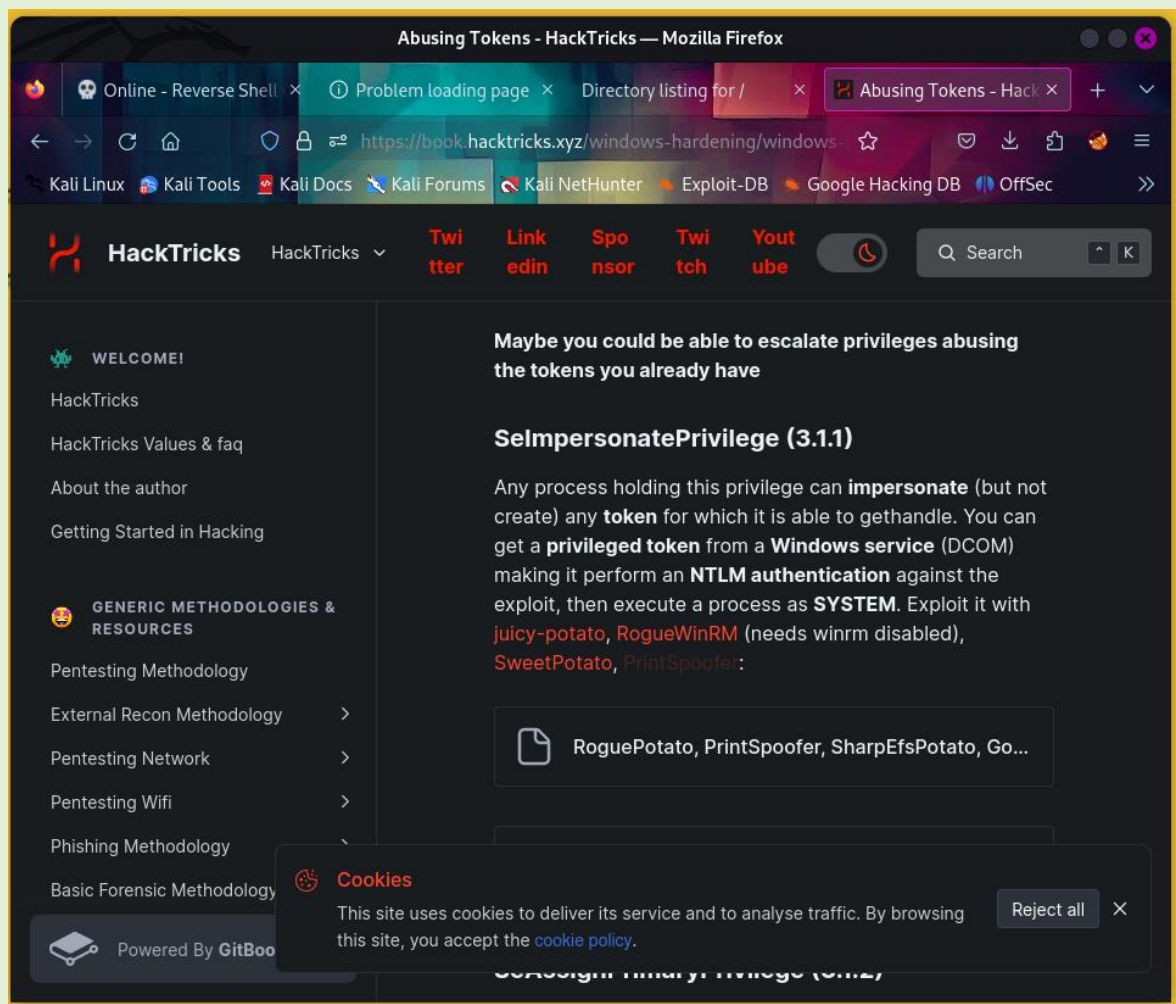 Abusing Tokens - HackTricks — Mozilla Firefox
Online - Reverse Shell
Problem loading page
Directory listing for /
Abusing Tokens - Hack
https://book.hacktricks.xyz/windows-hardening/windows-
Kali Linux
Kali Tools
Kali Docs
Kali Forums
Kali NetHunter
Exploit-DB
Google Hacking DB
OffSec
HackTricks
HackTricks
Twi
tter
Link
edin
Spo
nsor
Twi
tch
Yout
ube
Search
^ K
WELCOME!
HackTricks
HackTricks Values & faq
About the author
Getting Started in Hacking
GENERIC METHODOLOGIES &
RESOURCES
Pentesting Methodology
External Recon Methodology
Pentesting Network
Pentesting Wifi
Phishing Methodology
Basic Forensic Methodology
Powered By GitBoo
Maybe you could be able to escalate privileges abusing
the tokens you already have
SeImpersonatePrivilege (3.1.1)
Any process holding this privilege can impersonate (but not
create) any token for which it is able to gethandle. You can
get a privileged token from a Windows service (DCOM)
making it perform an NTLM authentication against the
exploit, then execute a process as SYSTEM. Exploit it with
juicy-potato, RogueWinRM (needs winrm disabled),
SweetPotato, PrintSpoofer:
RoguePotato, PrintSpoofer, SharpEfsPotato, Go...
Cookies
This site uses cookies to deliver its service and to analyse traffic. By browsing
this site, you accept the cookie policy.
Reject all
SeAssignPrimaryPrivilege (3.1.2)